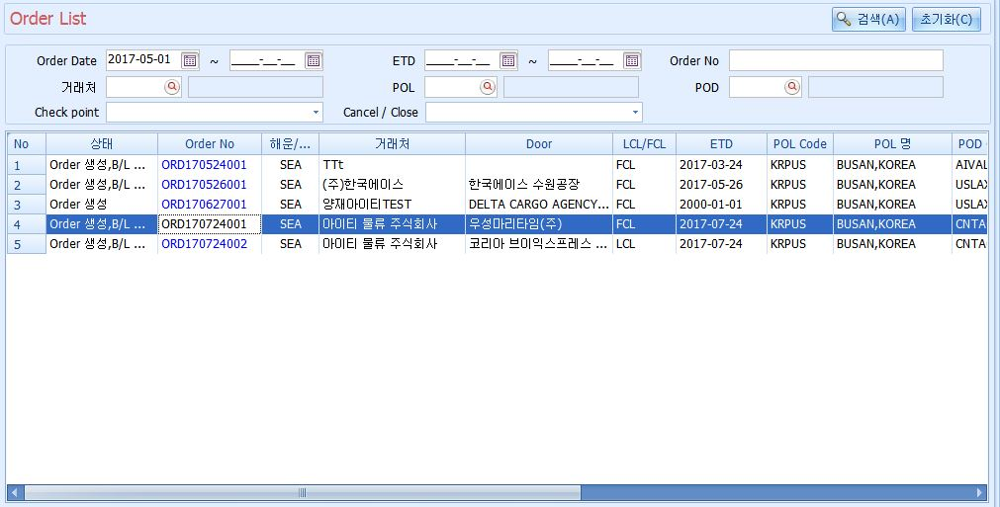 Order List 검색(A) 초기화(C)
Order Date 2017-05-01 ~ ____-__-__ ETD ____-__-__ ~ ____-__-__ Order No
거래처 POL POD
Check point Cancel / Close
No 상태 Order No 해운/... 거래처 Door LCL/FCL ETD POL Code POL 명 POD
1 Order 생성,B/L ... ORD170524001 SEA TTt FCL 2017-03-24 KRPUS BUSAN,KOREA AIVAL
2 Order 생성,B/L ... ORD170526001 SEA (주)한국에이스 한국에이스 수원공장 FCL 2017-05-26 KRPUS BUSAN,KOREA USLAX
3 Order 생성 ORD170627001 SEA 양재아이티TEST DELTA CARGO AGENCY... FCL 2000-01-01 KRPUS BUSAN,KOREA USLAX
4 Order 생성,B/L ... ORD170724001 SEA 아이티 물류 주식회사 우성마리타임(주) FCL 2017-07-24 KRPUS BUSAN,KOREA CNTA
5 Order 생성,B/L ... ORD170724002 SEA 아이티 물류 주식회사 코리아 브이익스프레스 ... LCL 2017-07-24 KRPUS BUSAN,KOREA CNTA